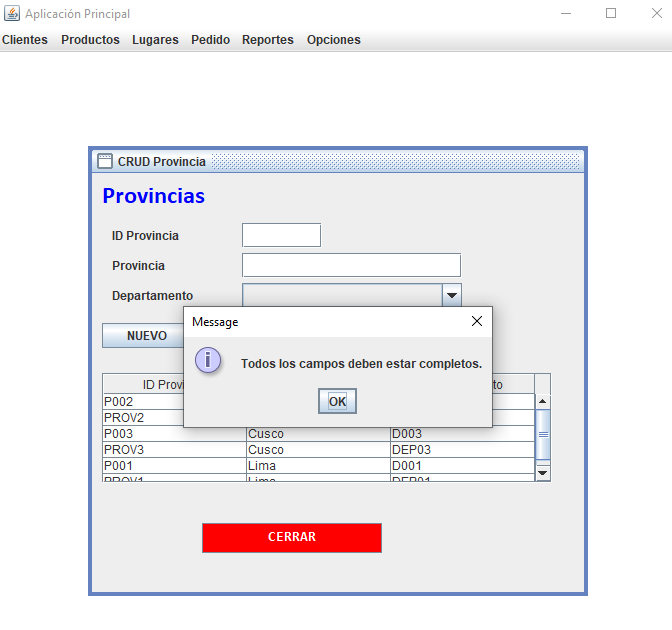 Aplicación Principal
Clientes Productos Lugares Pedido Reportes Opciones
CRUD Provincia
Provincias
ID Provincia
Provincia
Departamento
Message
NUEVO
Todos los campos deben estar completos.
OK
ID Provi to
P002
PROV2
P003 Cusco D003
PROV3 Cusco DEP03
P001 Lima D001
PROV1 Lima DEP01
CERRAR